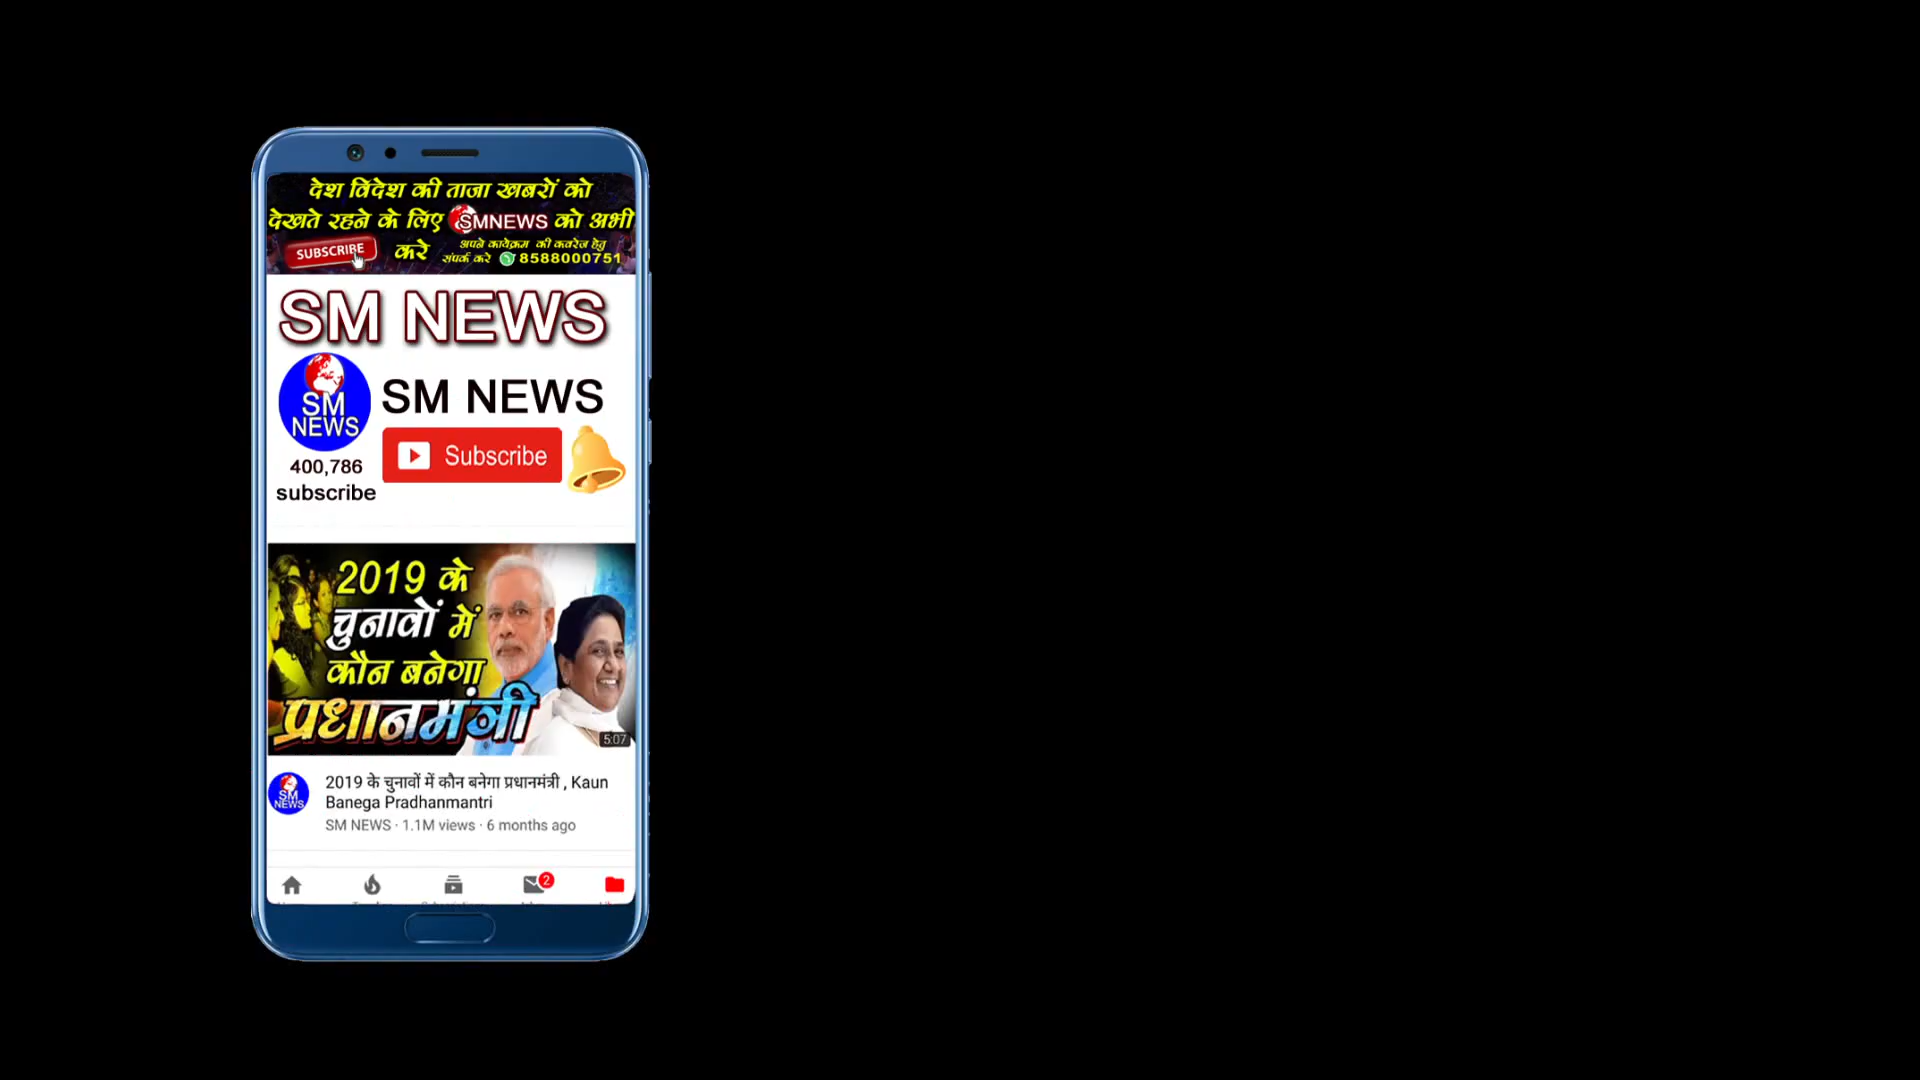 देश विदेश की ताजा खबरों को
देखते रहने के लिए SMNEWS को अभी
SUBSCRIBE करे अपने कार्यक्रम की कवरेज हेतु
संपर्क करे 8588000751
SM NEWS
SM
NEWS
SM NEWS
Subscribe
400,786
subscribe
2019 के
चुनावों में
कौन बनेगा
प्रधानमंत्री
5:07
SM
NEWS
2019 के चुनावों में कौन बनेगा प्रधानमंत्री , Kaun
Banega Pradhanmantri
SM NEWS · 1.1M views · 6 months ago
2